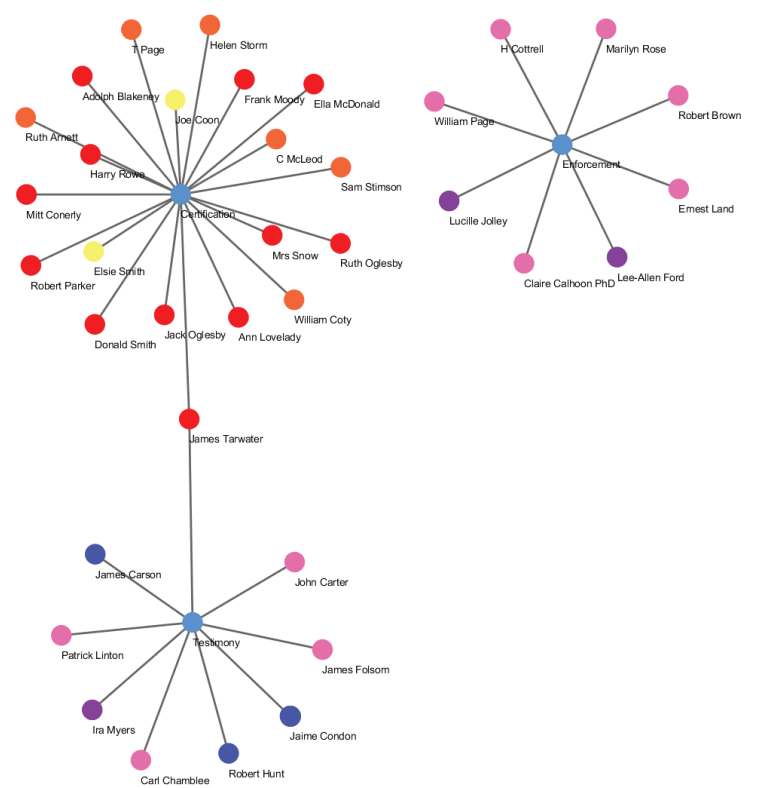 T Page
Helen Storm
Adolph Blakeney
Joe Coon
Frank Moody
Ella McDonald
Ruth Arnett
Harry Rowe
C McLeod
Sam Stimson
Mitt Conerly
Certification
Robert Parker
Elsie Smith
Mrs Snow
Ruth Oglesby
Donald Smith
Jack Oglesby
Ann Lovelady
William Coty
James Tarwater
H Cottrell
Marilyn Rose
William Page
Robert Brown
Enforcement
Lucille Jolley
Ernest Land
Claire Calhoon PhD
Lee-Allen Ford
James Carson
John Carter
Testimony
Patrick Linton
James Folsom
Ira Myers
Jaime Condon
Carl Chamblee
Robert Hunt